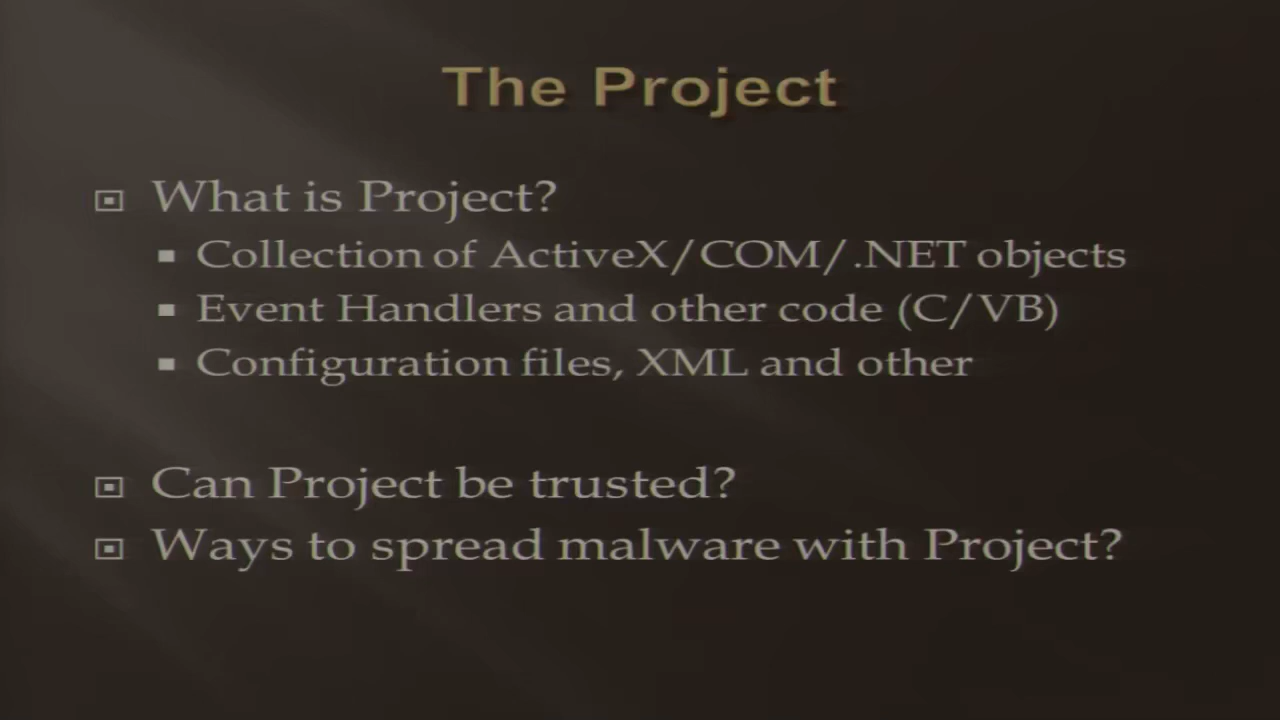 The Project
What is Project?
Collection of ActiveX/COM/.NET objects
Event Handlers and other code (C/VB)
Configuration files, XML and other
Can Project be trusted?
Ways to spread malware with Project?